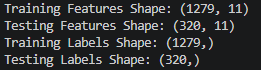 Training Features Shape: (1279, 11)
Testing Features Shape: (320, 11)
Training Labels Shape: (1279,)
Testing Labels Shape: (320,)